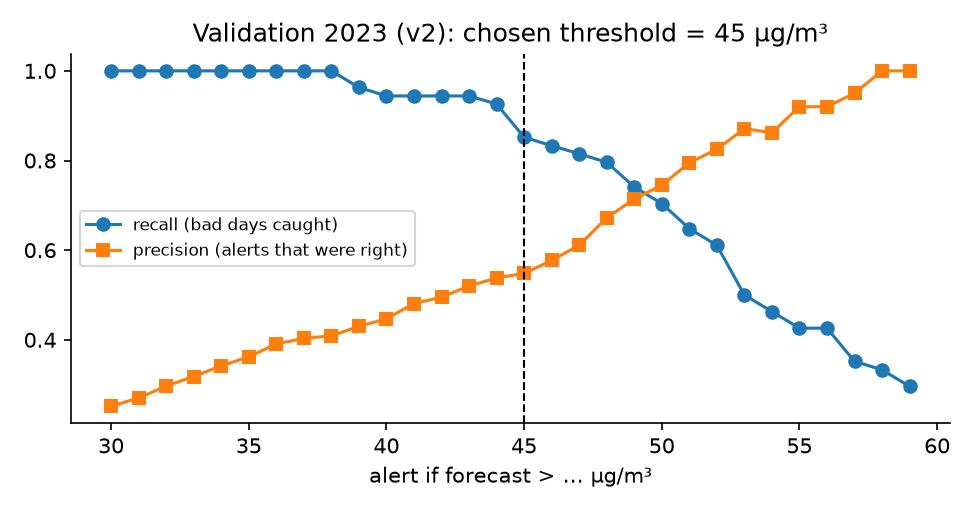 Validation 2023 (v2): chosen threshold = 45 µg/m³
1.0
0.8
0.6
0.4
recall (bad days caught)
precision (alerts that were right)
30 35 40 45 50 55 60
alert if forecast > ... µg/m³